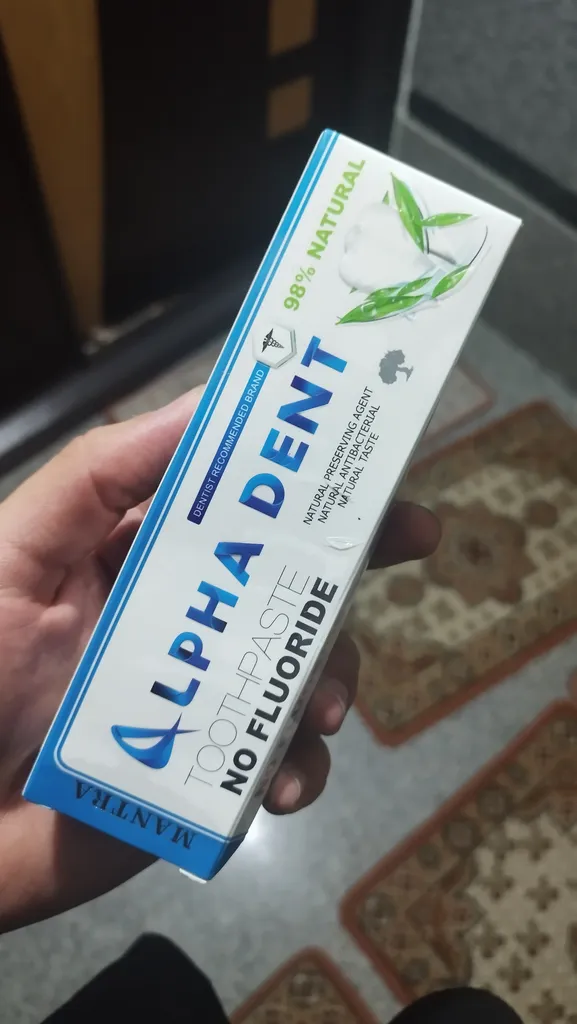 98% NATURAL
DENTIST RECOMMENDED BRAND
ALPHA DENT
NATURAL PRESERVING AGENT
NATURAL ANTIBACTERIAL
NATURAL TASTE
TOOTHPASTE
NO FLUORIDE
MANTRA